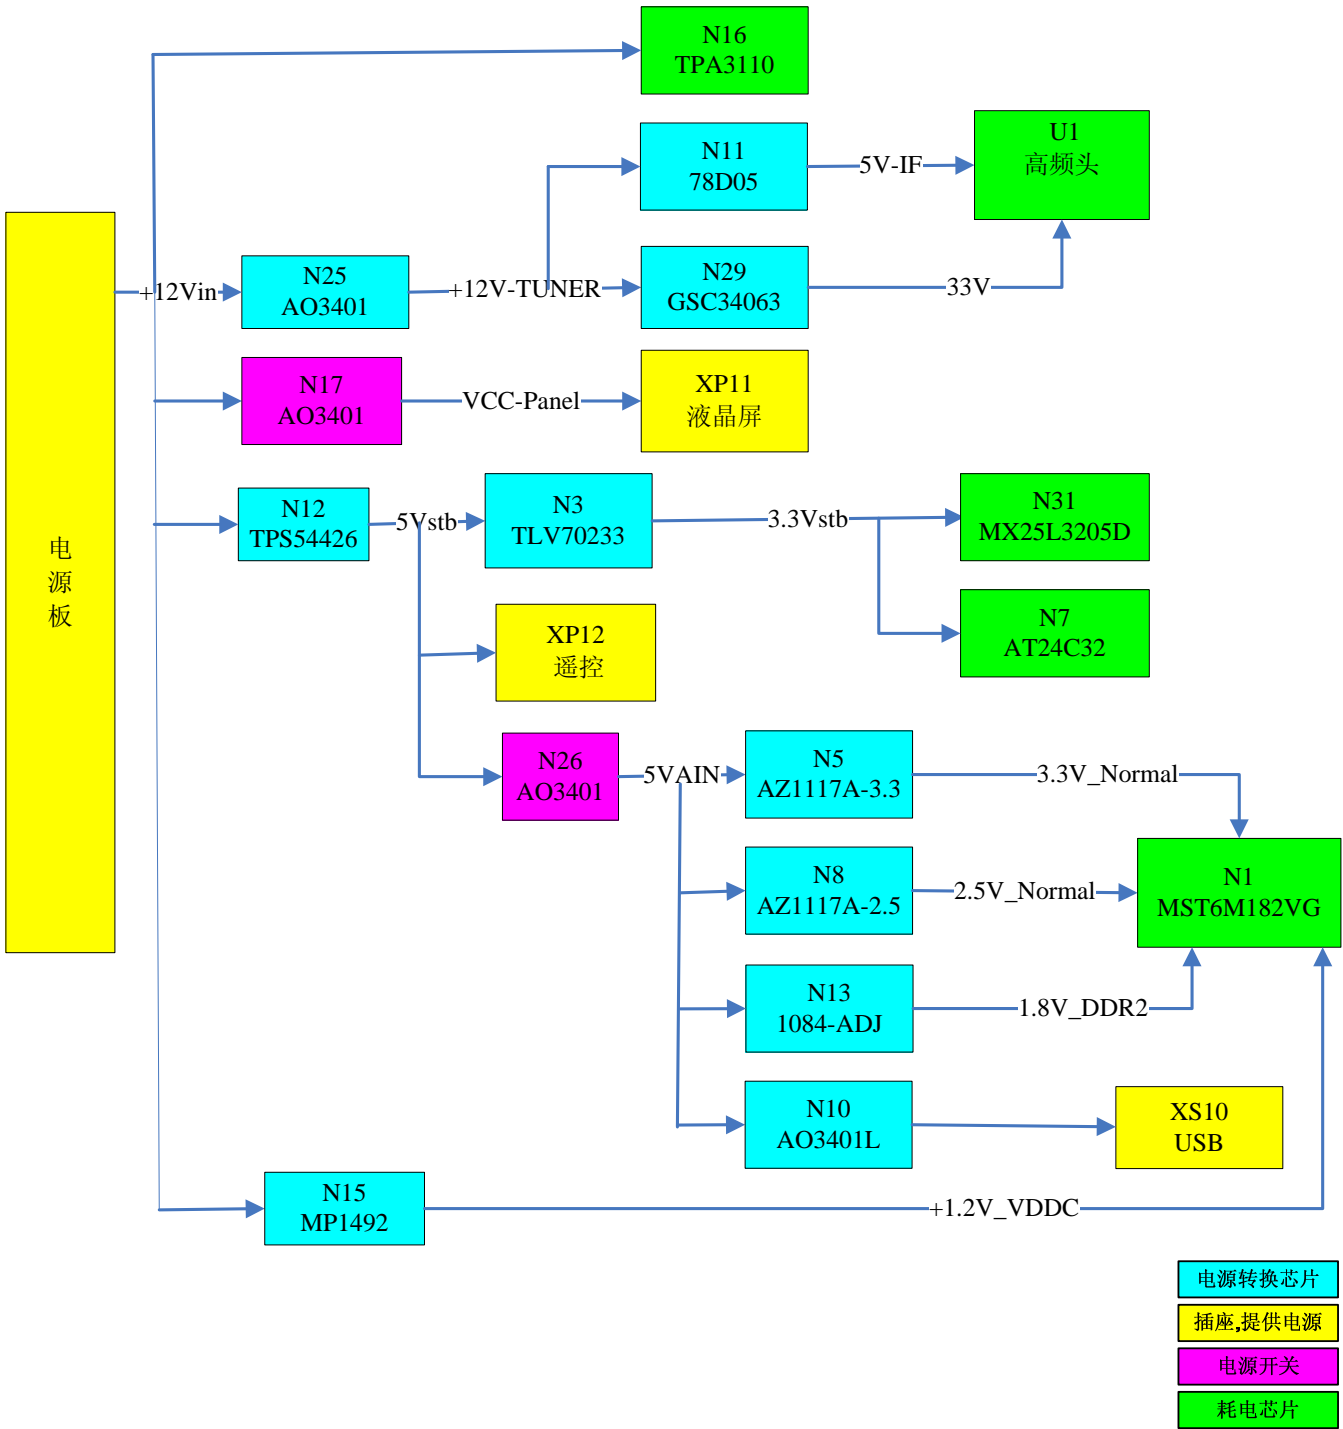 N16
TPA3110
N11
78D05
5V-IF
U1
高频头
电
源
板
+12Vin
N25
AO3401
+12V-TUNER
N29
GSC34063
33V
N17
AO3401
VCC-Panel
XP11
液晶屏
N12
TPS54426
5Vstb
N3
TLV70233
3.3Vstb
N31
MX25L3205D
XP12
遥控
N7
AT24C32
N26
AO3401
5VAIN
N5
AZ1117A-3.3
3.3V_Normal
N8
AZ1117A-2.5
2.5V_Normal
N1
MST6M182VG
N13
1084-ADJ
1.8V_DDR2
N10
AO3401L
XS10
USB
N15
MP1492
+1.2V_VDDC
电源转换芯片
插座,提供电源
电源开关
耗电芯片